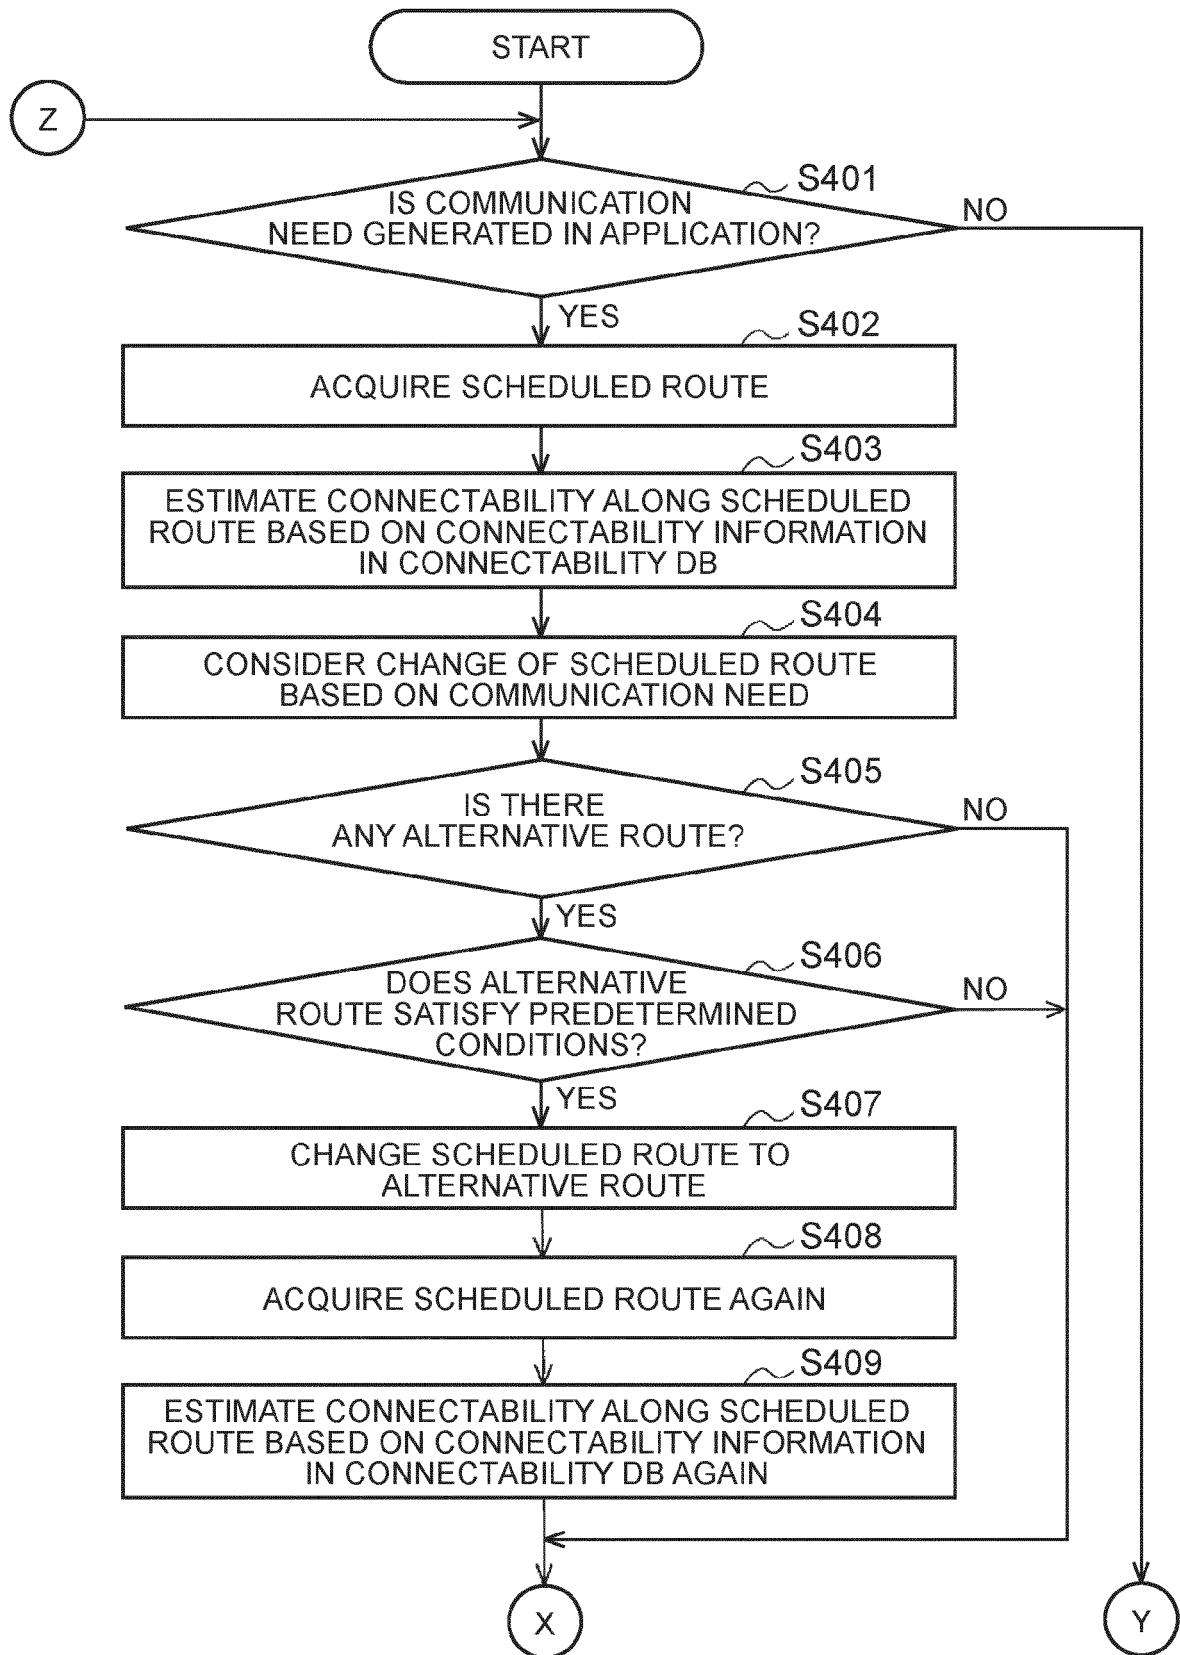 START
Z
S401
IS COMMUNICATION
NEED GENERATED IN APPLICATION?
NO
YES
S402
ACQUIRE SCHEDULED ROUTE
S403
ESTIMATE CONNECTABILITY ALONG SCHEDULED
ROUTE BASED ON CONNECTABILITY INFORMATION
IN CONNECTABILITY DB
S404
CONSIDER CHANGE OF SCHEDULED ROUTE
BASED ON COMMUNICATION NEED
S405
IS THERE
ANY ALTERNATIVE ROUTE?
NO
YES
S406
DOES ALTERNATIVE
ROUTE SATISFY PREDETERMINED
CONDITIONS?
NO
YES
S407
CHANGE SCHEDULED ROUTE TO
ALTERNATIVE ROUTE
S408
ACQUIRE SCHEDULED ROUTE AGAIN
S409
ESTIMATE CONNECTABILITY ALONG SCHEDULED
ROUTE BASED ON CONNECTABILITY INFORMATION
IN CONNECTABILITY DB AGAIN
X
Y